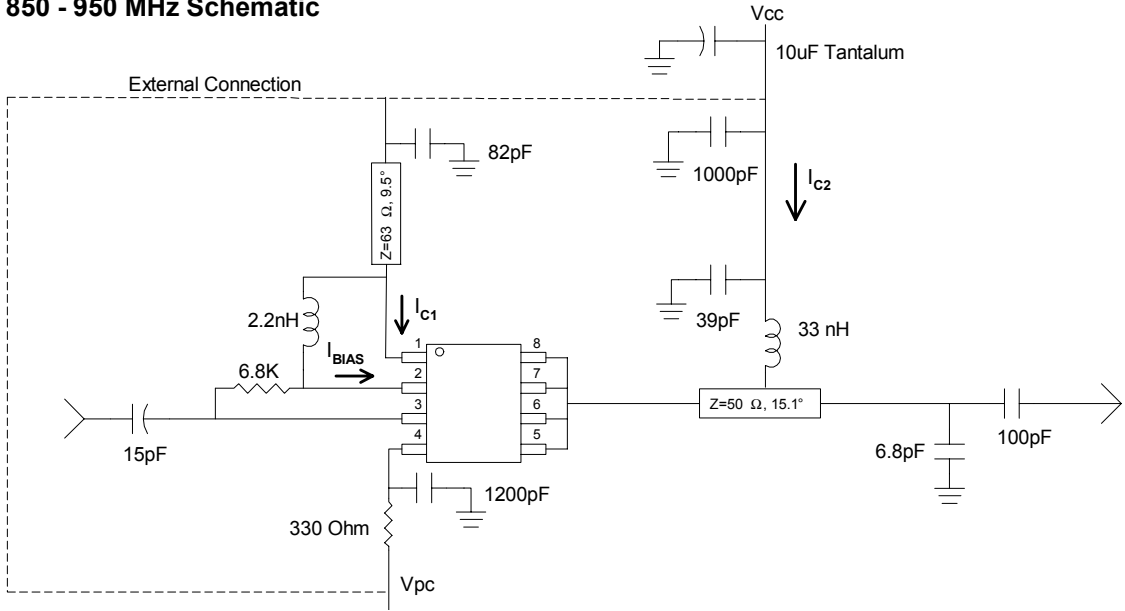 850 - 950 MHz Schematic
Vcc
10uF Tantalum
External Connection
82pF
1000pF
IC2
Z=63 Ω, 9.5°
2.2nH
IC1
39pF
33 nH
IBIAS
6.8K
1
2
3
4
8
7
6
5
Z=50 Ω, 15.1°
15pF
6.8pF
100pF
1200pF
330 Ohm
Vpc